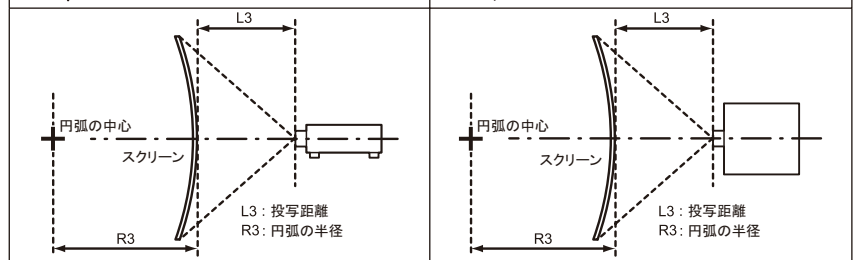 L3
円弧の中心
スクリーン
L3 : 投写距離
R3 : 円弧の半径
R3
L3
円弧の中心
スクリーン
L3 : 投写距離
R3 : 円弧の半径
R3